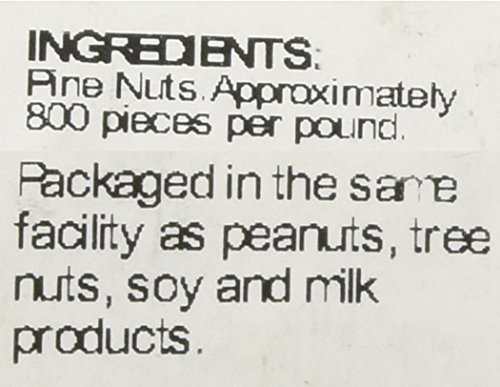 INGREDIENTS:
Pine Nuts. Approximately
800 pieces per pound.
Packaged in the same
facility as peanuts, tree
nuts, soy and milk
products.